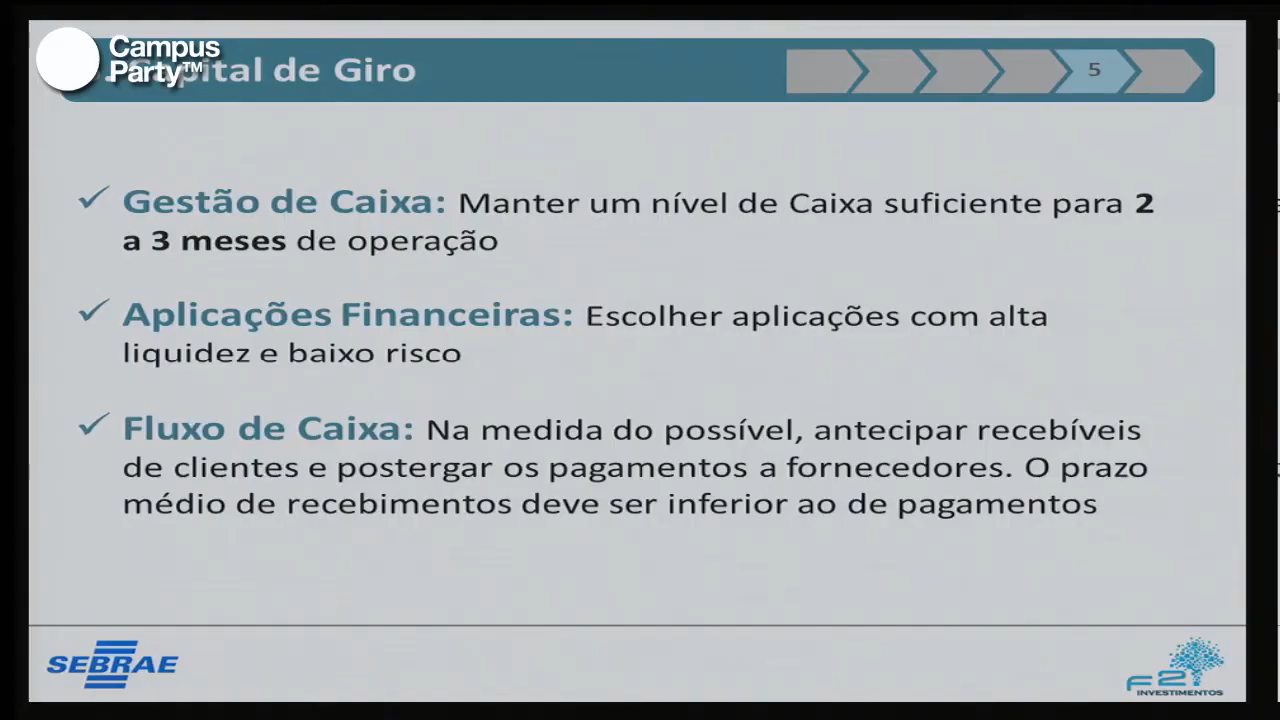 Campus
Party™
Capital de Giro
5
Gestão de Caixa: Manter um nível de Caixa suficiente para 2
a 3 meses de operação
Aplicações Financeiras: Escolher aplicações com alta
liquidez e baixo risco
Fluxo de Caixa: Na medida do possível, antecipar recebíveis
de clientes e postergar os pagamentos a fornecedores. O prazo
médio de recebimentos deve ser inferior ao de pagamentos
SEBRAE
F2i
INVESTIMENTOS